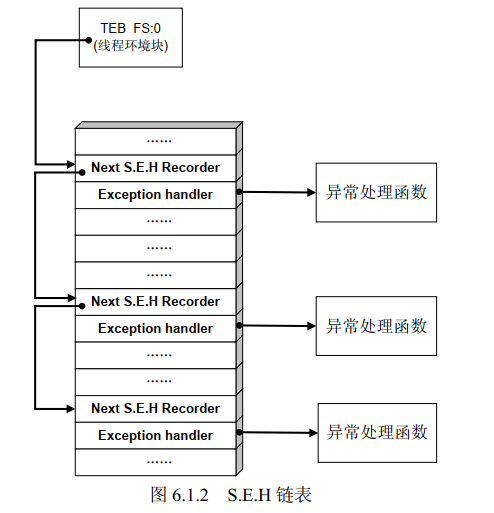 TEB FS:0
(线程环境块)
……
Next S.E.H Recorder
Exception handler
异常处理函数
……
……
……
Next S.E.H Recorder
Exception handler
异常处理函数
……
……
Next S.E.H Recorder
Exception handler
异常处理函数
……
图 6.1.2 S.E.H 链表